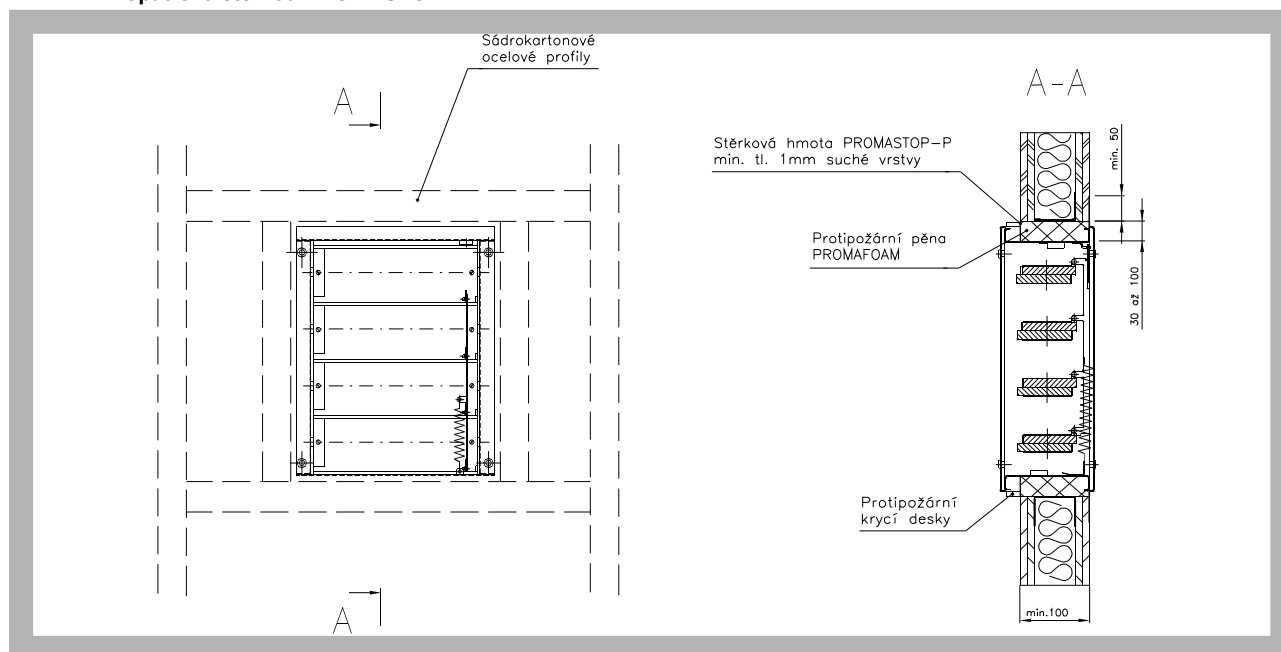 Sádrokartonové
ocelové profily
A
A-A
Stěrková hmota PROMASTOP-P
min. tl. 1mm suché vrstvy
min. 50
Protipožární pěna
PROMAFOAM
30 až 100
Protipožární
krycí desky
min.100
A